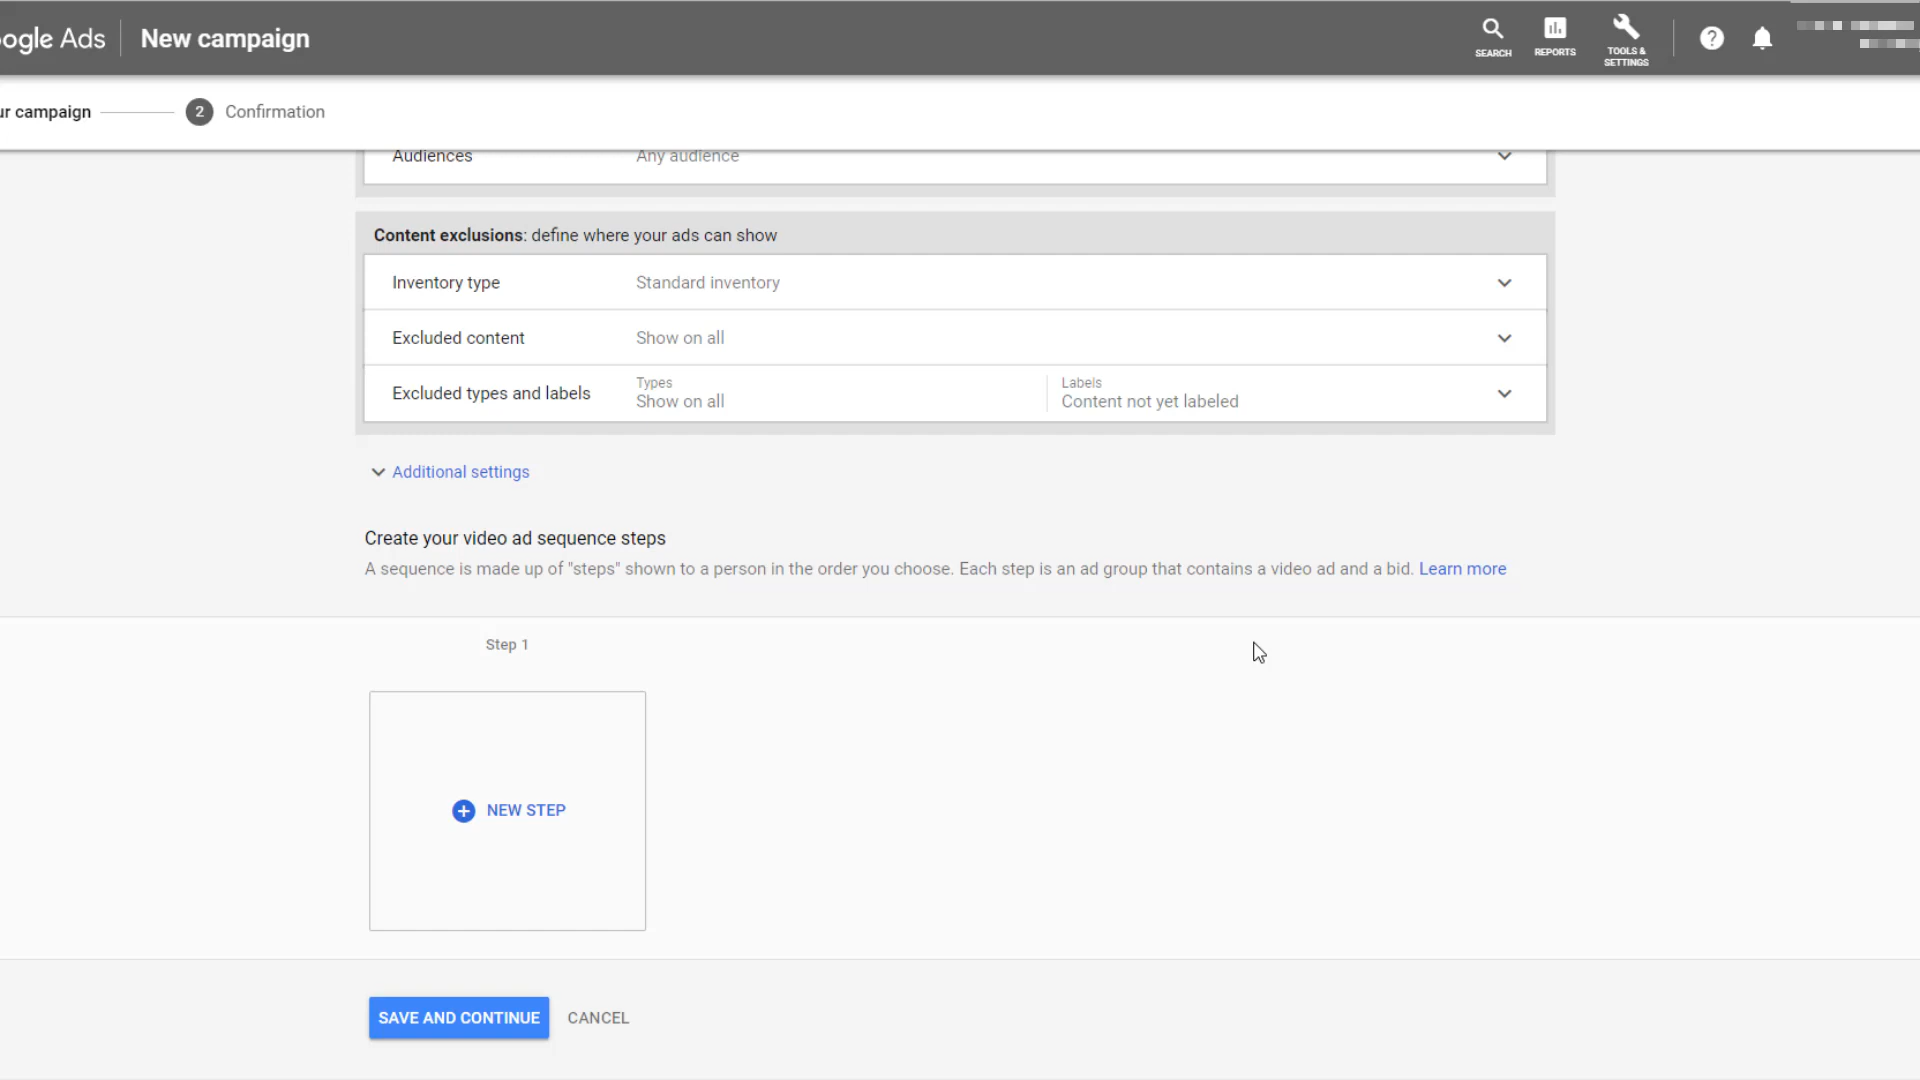 ogle Ads
New campaign
SEARCH
REPORTS
TOOLS &
SETTINGS
?
ur campaign
2
Confirmation
Audiences
Any audience
Content exclusions: define where your ads can show
Inventory type
Standard inventory
Excluded content
Show on all
Excluded types and labels
Types
Show on all
Labels
Content not yet labeled
Additional settings
Create your video ad sequence steps
A sequence is made up of "steps" shown to a person in the order you choose. Each step is an ad group that contains a video ad and a bid. Learn more
Step 1
NEW STEP
SAVE AND CONTINUE
CANCEL